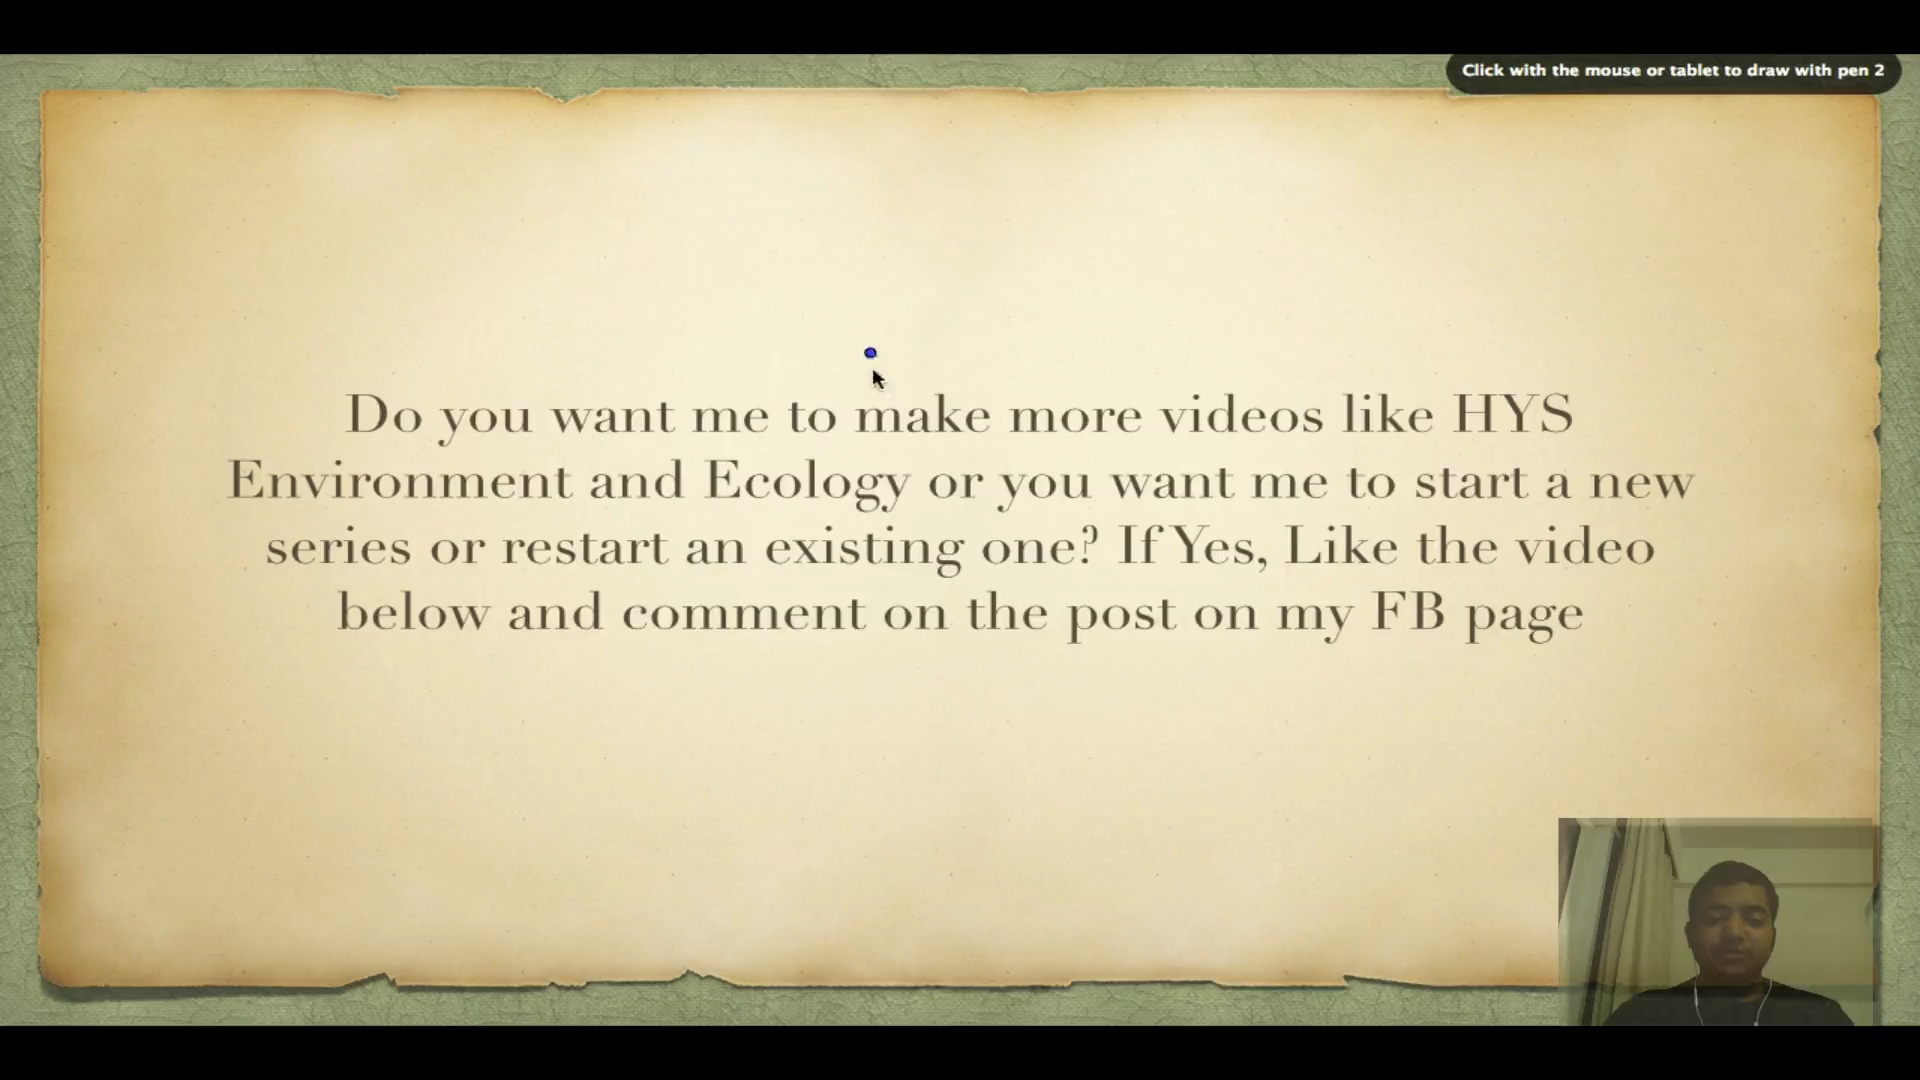 Click with the mouse or tablet to draw with pen 2
Do you want me to make more videos like HYS
Environment and Ecology or you want me to start a new
series or restart an existing one? If Yes, Like the video
below and comment on the post on my FB page